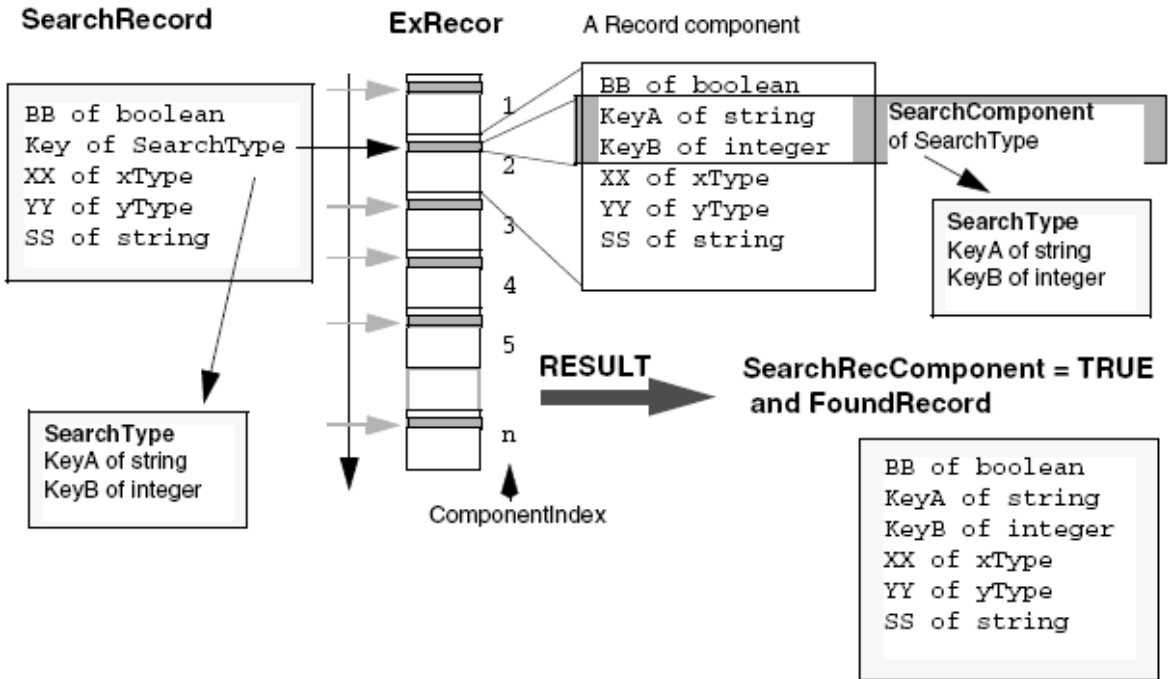 SearchRecord
BB of boolean
Key of SearchType
XX of xType
YY of yType
SS of string
SearchType
KeyA of string
KeyB of integer
ExRecor
1
2
3
4
5
n
ComponentIndex
A Record component
BB of boolean
KeyA of string
KeyB of integer
XX of xType
YY of yType
SS of string
SearchComponent
of SearchType
SearchType
KeyA of string
KeyB of integer
RESULT
SearchRecComponent = TRUE
and FoundRecord
BB of boolean
KeyA of string
KeyB of integer
XX of xType
YY of yType
SS of string